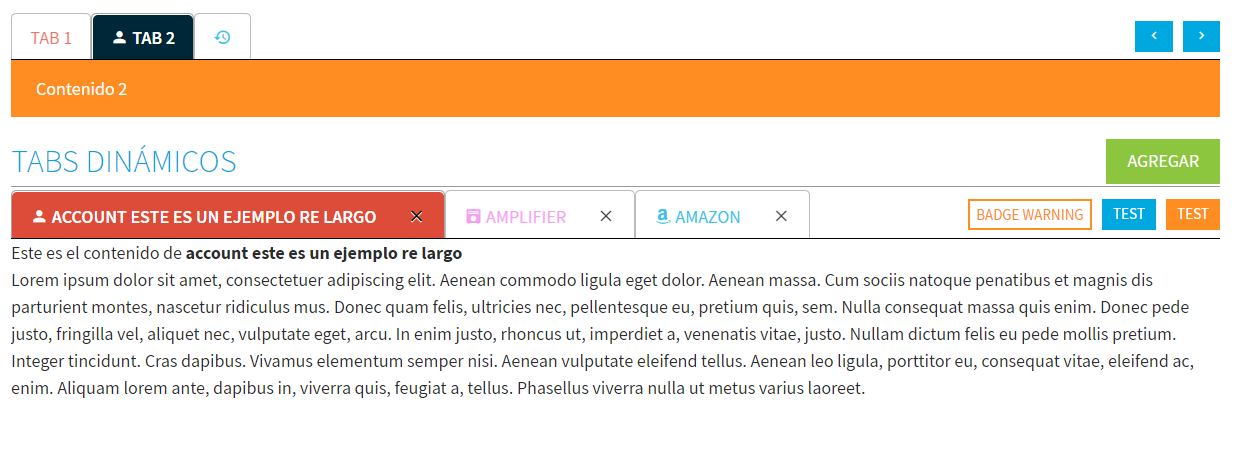 TAB 1 TAB 2
Contenido 2
TABS DINÁMICOS AGREGAR
ACCOUNT ESTE ES UN EJEMPLO RE LARGO AMPLIFIER AMAZON BADGE WARNING TEST TEST
Este es el contenido de account este es un ejemplo re largo
Lorem ipsum dolor sit amet, consectetuer adipiscing elit. Aenean commodo ligula eget dolor. Aenean massa. Cum sociis natoque penatibus et magnis dis
parturient montes, nascetur ridiculus mus. Donec quam felis, ultricies nec, pellentesque eu, pretium quis, sem. Nulla consequat massa quis enim. Donec pede
justo, fringilla vel, aliquet nec, vulputate eget, arcu. In enim justo, rhoncus ut, imperdiet a, venenatis vitae, justo. Nullam dictum felis eu pede mollis pretium.
Integer tincidunt. Cras dapibus. Vivamus elementum semper nisi. Aenean vulputate eleifend tellus. Aenean leo ligula, porttitor eu, consequat vitae, eleifend ac,
enim. Aliquam lorem ante, dapibus in, viverra quis, feugiat a, tellus. Phasellus viverra nulla ut metus varius laoreet.